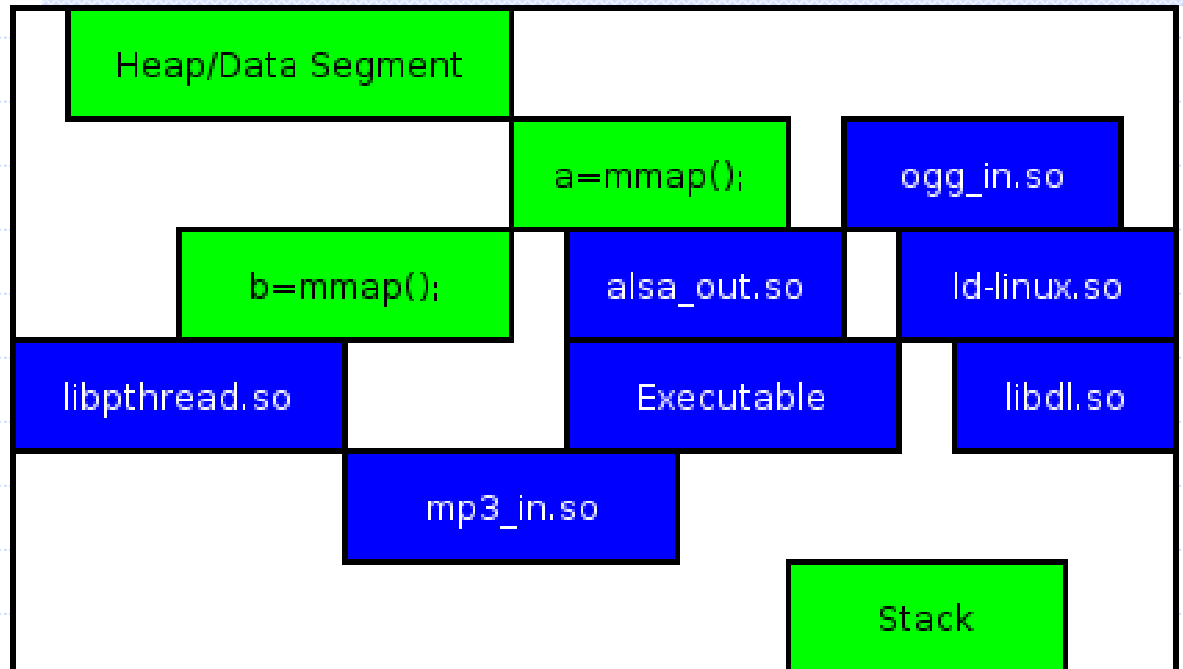 Heap/Data Segment
a=mmap();
ogg_in.so
b=mmap();
alsa_out.so
ld-linux.so
libpthread.so
Executable
libdl.so
mp3_in.so
Stack